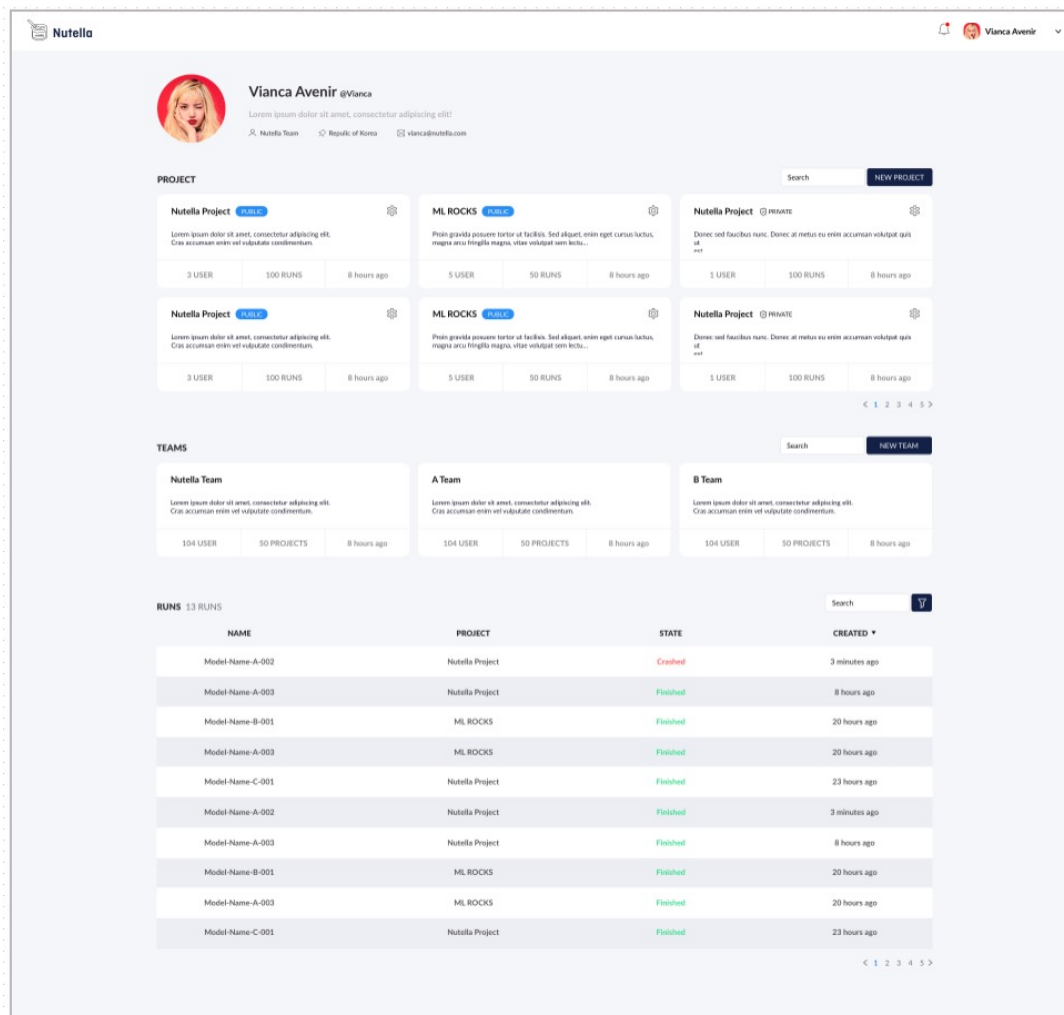 Nutella
Vianca Avenir
Vianca Avenir @Vianca
Lorem ipsum dolor sit amet, consectetur adipiscing elit!
Nutella Team Repulic of Korea vianca@nutella.com
PROJECT Search NEW PROJECT
Nutella Project PUBLIC
Lorem ipsum dolor sit amet, consectetur adipiscing elit.
Cras accumsan enim vel vulputate condimentum.
3 USER 100 RUNS 8 hours ago
ML ROCKS PUBLIC
Proin gravida posuere tortor ut facilisis. Sed aliquet, enim eget cursus luctus,
magna arcu fringilla magna, vitae volutpat sem lectu...
5 USER 50 RUNS 8 hours ago
Nutella Project PRIVATE
Donec sed faucibus nunc. Donec at metus eu enim accumsan volutpat quis
ut
5 3 1 USER 100 RUNS 8 hours ago
Nutella Project PUBLIC
Lorem ipsum dolor sit amet, consectetur adipiscing elit.
Cras accumsan enim vel vulputate condimentum.
3 USER 100 RUNS 8 hours ago
ML ROCKS PUBLIC
Proin gravida posuere tortor ut facilisis. Sed aliquet, enim eget cursus luctus,
magna arcu fringilla magna, vitae volutpat sem lectu...
5 USER 50 RUNS 8 hours ago
Nutella Project PRIVATE
Donec sed faucibus nunc. Donec at metus eu enim accumsan volutpat quis
ut
1 USER 100 RUNS 8 hours ago
< 1 2 3 4 5 >
TEAMS Search NEW TEAM
Nutella Team
Lorem ipsum dolor sit amet, consectetur adipiscing elit.
Cras accumsan enim vel vulputate condimentum.
104 USER 50 PROJECTS 8 hours ago
A Team
Lorem ipsum dolor sit amet, consectetur adipiscing elit.
Cras accumsan enim vel vulputate condimentum.
104 USER 50 PROJECTS 8 hours ago
B Team
Lorem ipsum dolor sit amet, consectetur adipiscing elit.
Cras accumsan enim vel vulputate condimentum.
104 USER 50 PROJECTS 8 hours ago
RUNS 13 RUNS Search
NAME PROJECT STATE CREATED ▼
Model-Name-A-002 Nutella Project Crashed 3 minutes ago
Model-Name-A-003 Nutella Project Finished 8 hours ago
Model-Name-B-001 ML ROCKS Finished 20 hours ago
Model-Name-A-003 ML ROCKS Finished 20 hours ago
Model-Name-C-001 Nutella Project Finished 23 hours ago
Model-Name-A-002 Nutella Project Finished 3 minutes ago
Model-Name-A-003 Nutella Project Finished 8 hours ago
Model-Name-B-001 ML ROCKS Finished 20 hours ago
Model-Name-A-003 ML ROCKS Finished 20 hours ago
Model-Name-C-001 Nutella Project Finished 23 hours ago
< 1 2 3 4 5 >